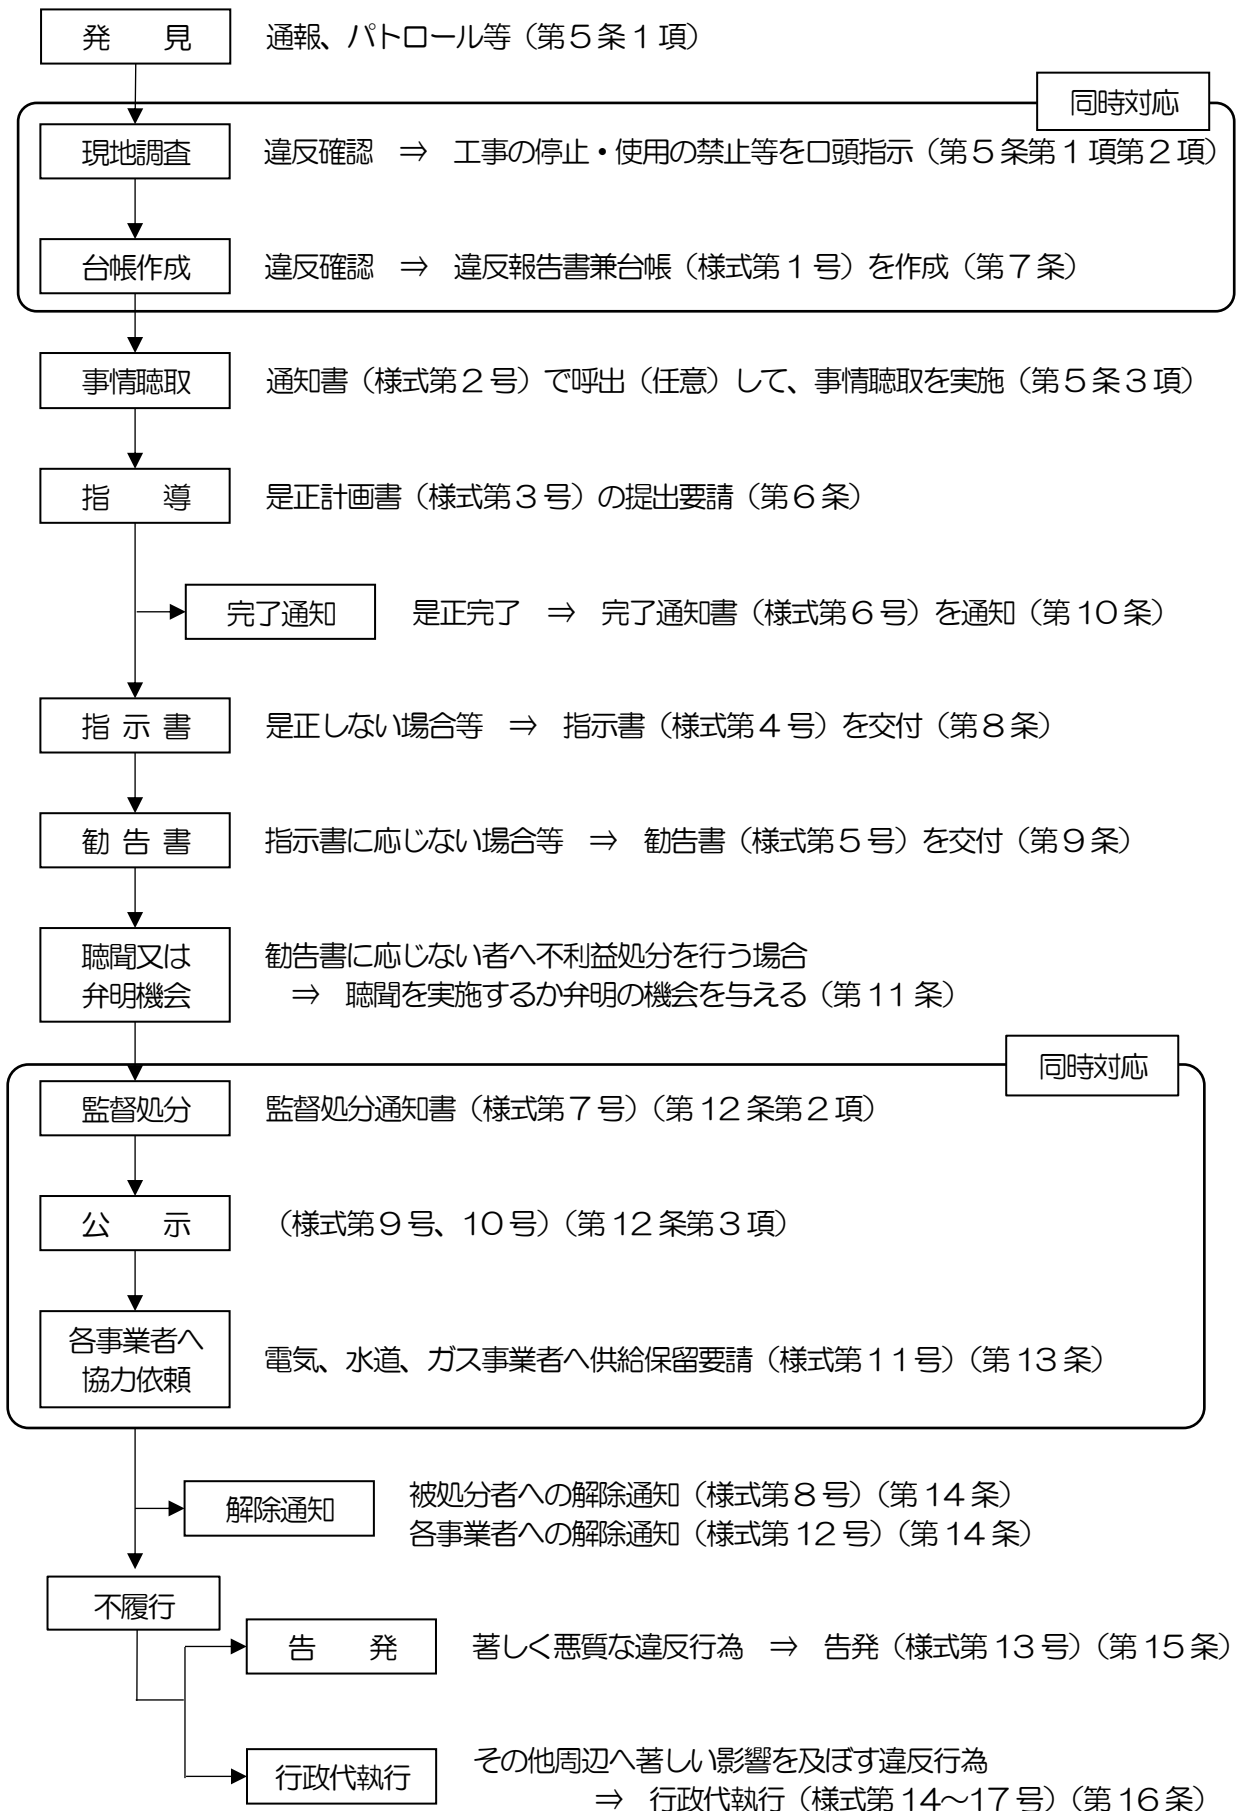 発　見　通報、パトロール等（第５条１項）
同時対応
現地調査　違反確認　⇒　工事の停止・使用の禁止等を口頭指示（第５条第１項第２項）
台帳作成　違反確認　⇒　違反報告書兼台帳（様式第１号）を作成（第７条）
事情聴取　通知書（様式第２号）で呼出（任意）して、事情聴取を実施（第５条３項）
指　導　是正計画書（様式第３号）の提出要請（第６条）
完了通知　是正完了　⇒　完了通知書（様式第６号）を通知（第10条）
指 示 書　是正しない場合等　⇒　指示書（様式第４号）を交付（第８条）
勧 告 書　指示書に応じない場合等　⇒　勧告書（様式第５号）を交付（第９条）
聴聞又は
弁明機会
勧告書に応じない者へ不利益処分を行う場合
⇒　聴聞を実施するか弁明の機会を与える（第11条）
同時対応
監督処分　監督処分通知書（様式第７号）（第12条第２項）
公　示　（様式第９号、10号）（第12条第３項）
各事業者へ
協力依頼
電気、水道、ガス事業者へ供給保留要請（様式第１１号）（第13条）
解除通知
被処分者への解除通知（様式第８号）（第14条）
各事業者への解除通知（様式第12号）（第14条）
不履行
告　発　著しく悪質な違反行為　⇒　告発（様式第13号）（第15条）
行政代執行
その他周辺へ著しい影響を及ぼす違反行為
⇒　行政代執行（様式第14～17号）（第16条）